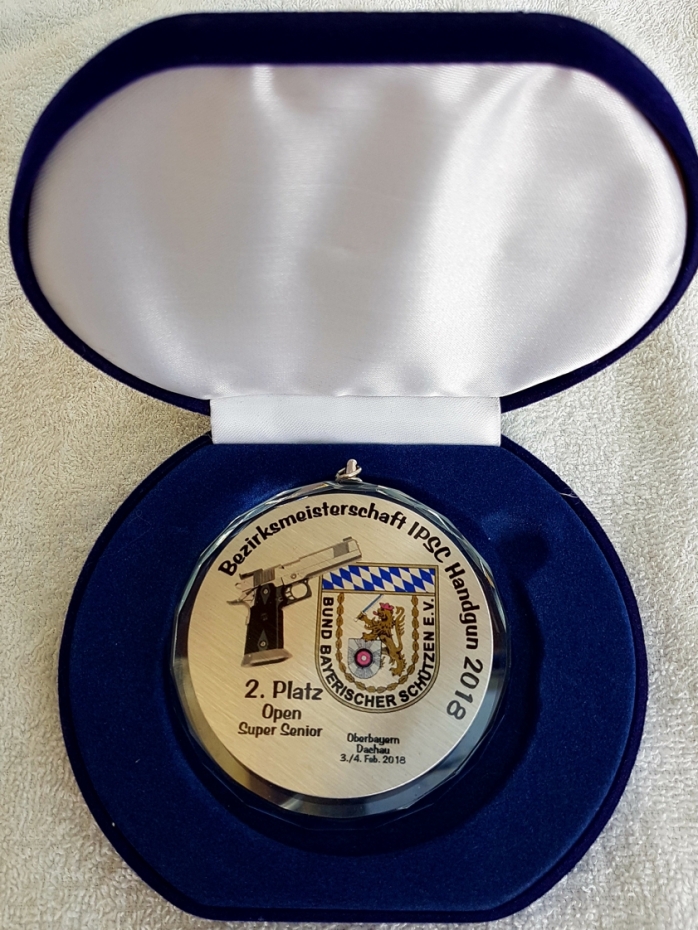 Bezirksmeisterschaft IPSC Handgun 2018
BUND BAYERISCHER SCHÜTZEN E.V.
2. Platz
Open
Super Senior
Oberbayern
Dachau
3./4. Feb. 2018